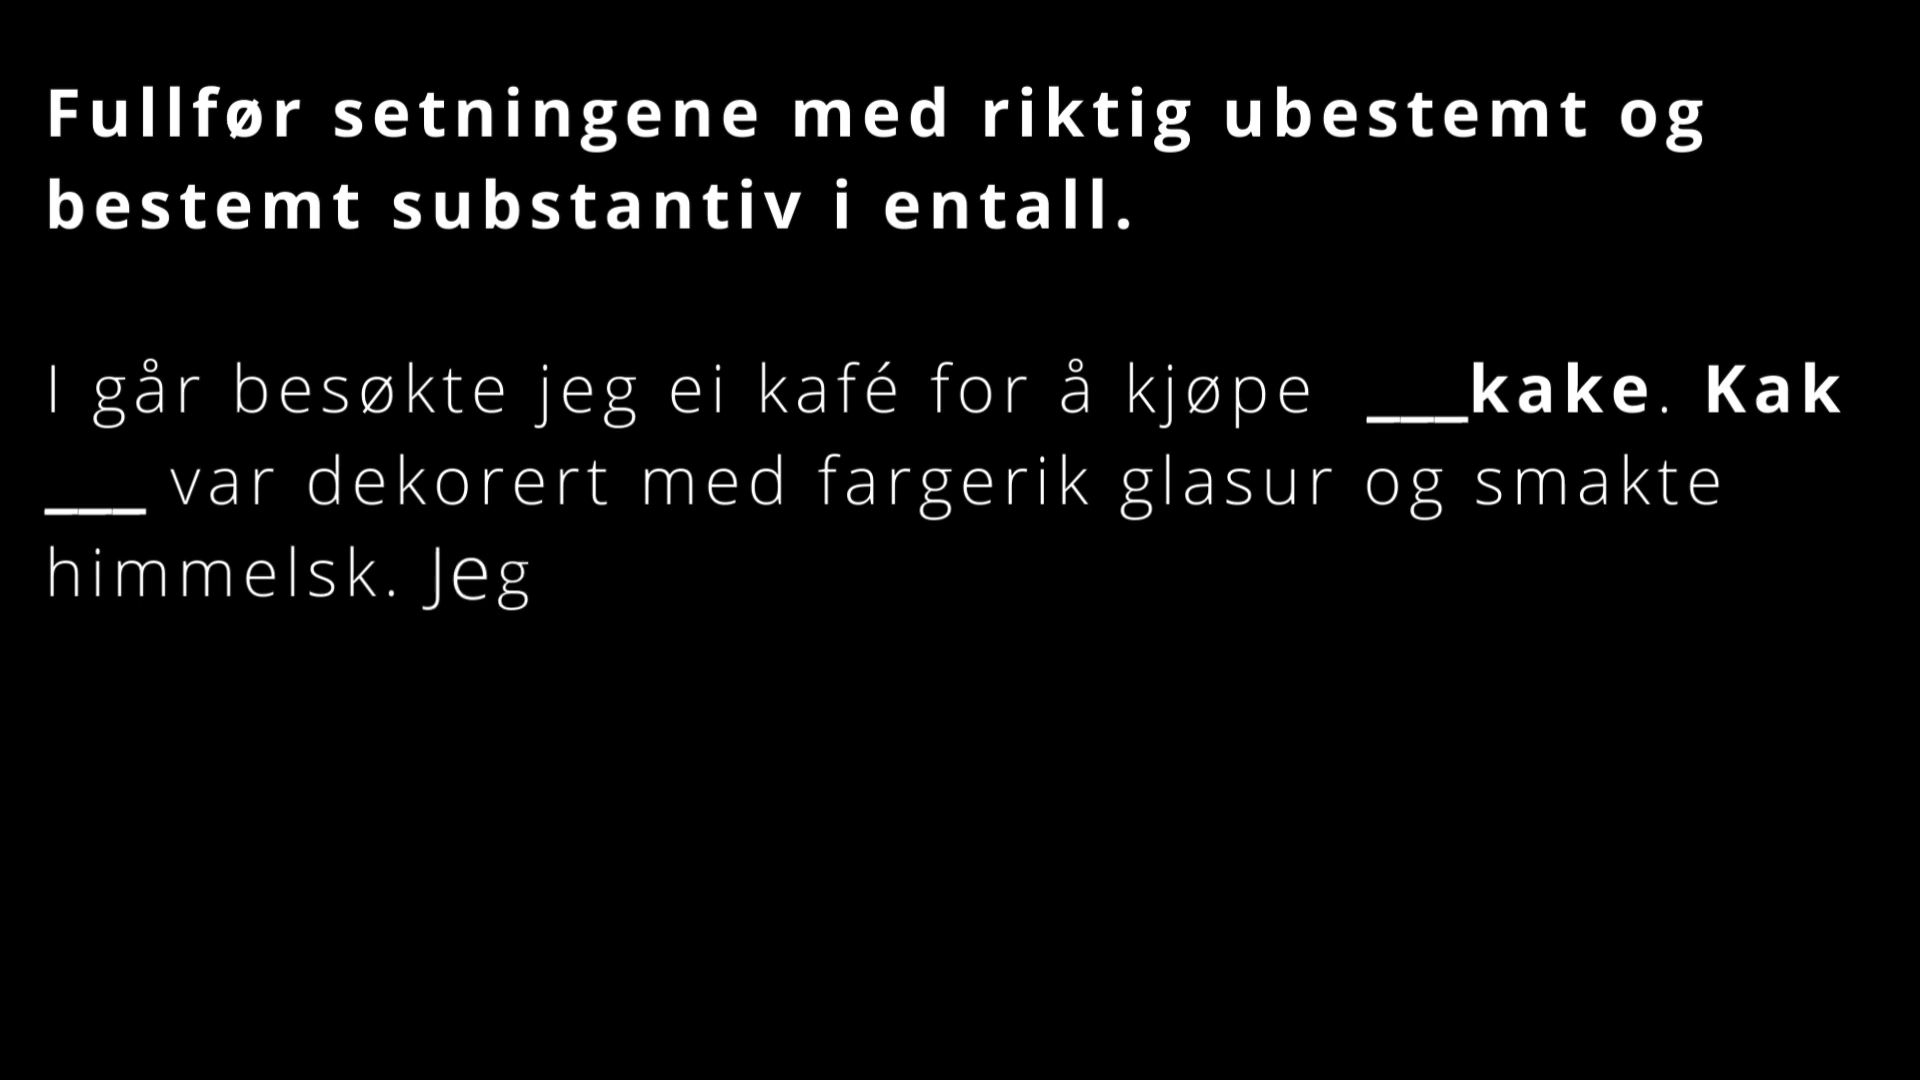 Fullfør setningene med riktig ubestemt og
bestemt substantiv i entall.
I går besøkte jeg ei kafé for å kjøpe ___kake. Kak
___ var dekorert med fargerik glasur og smakte
himmelsk. Jeg